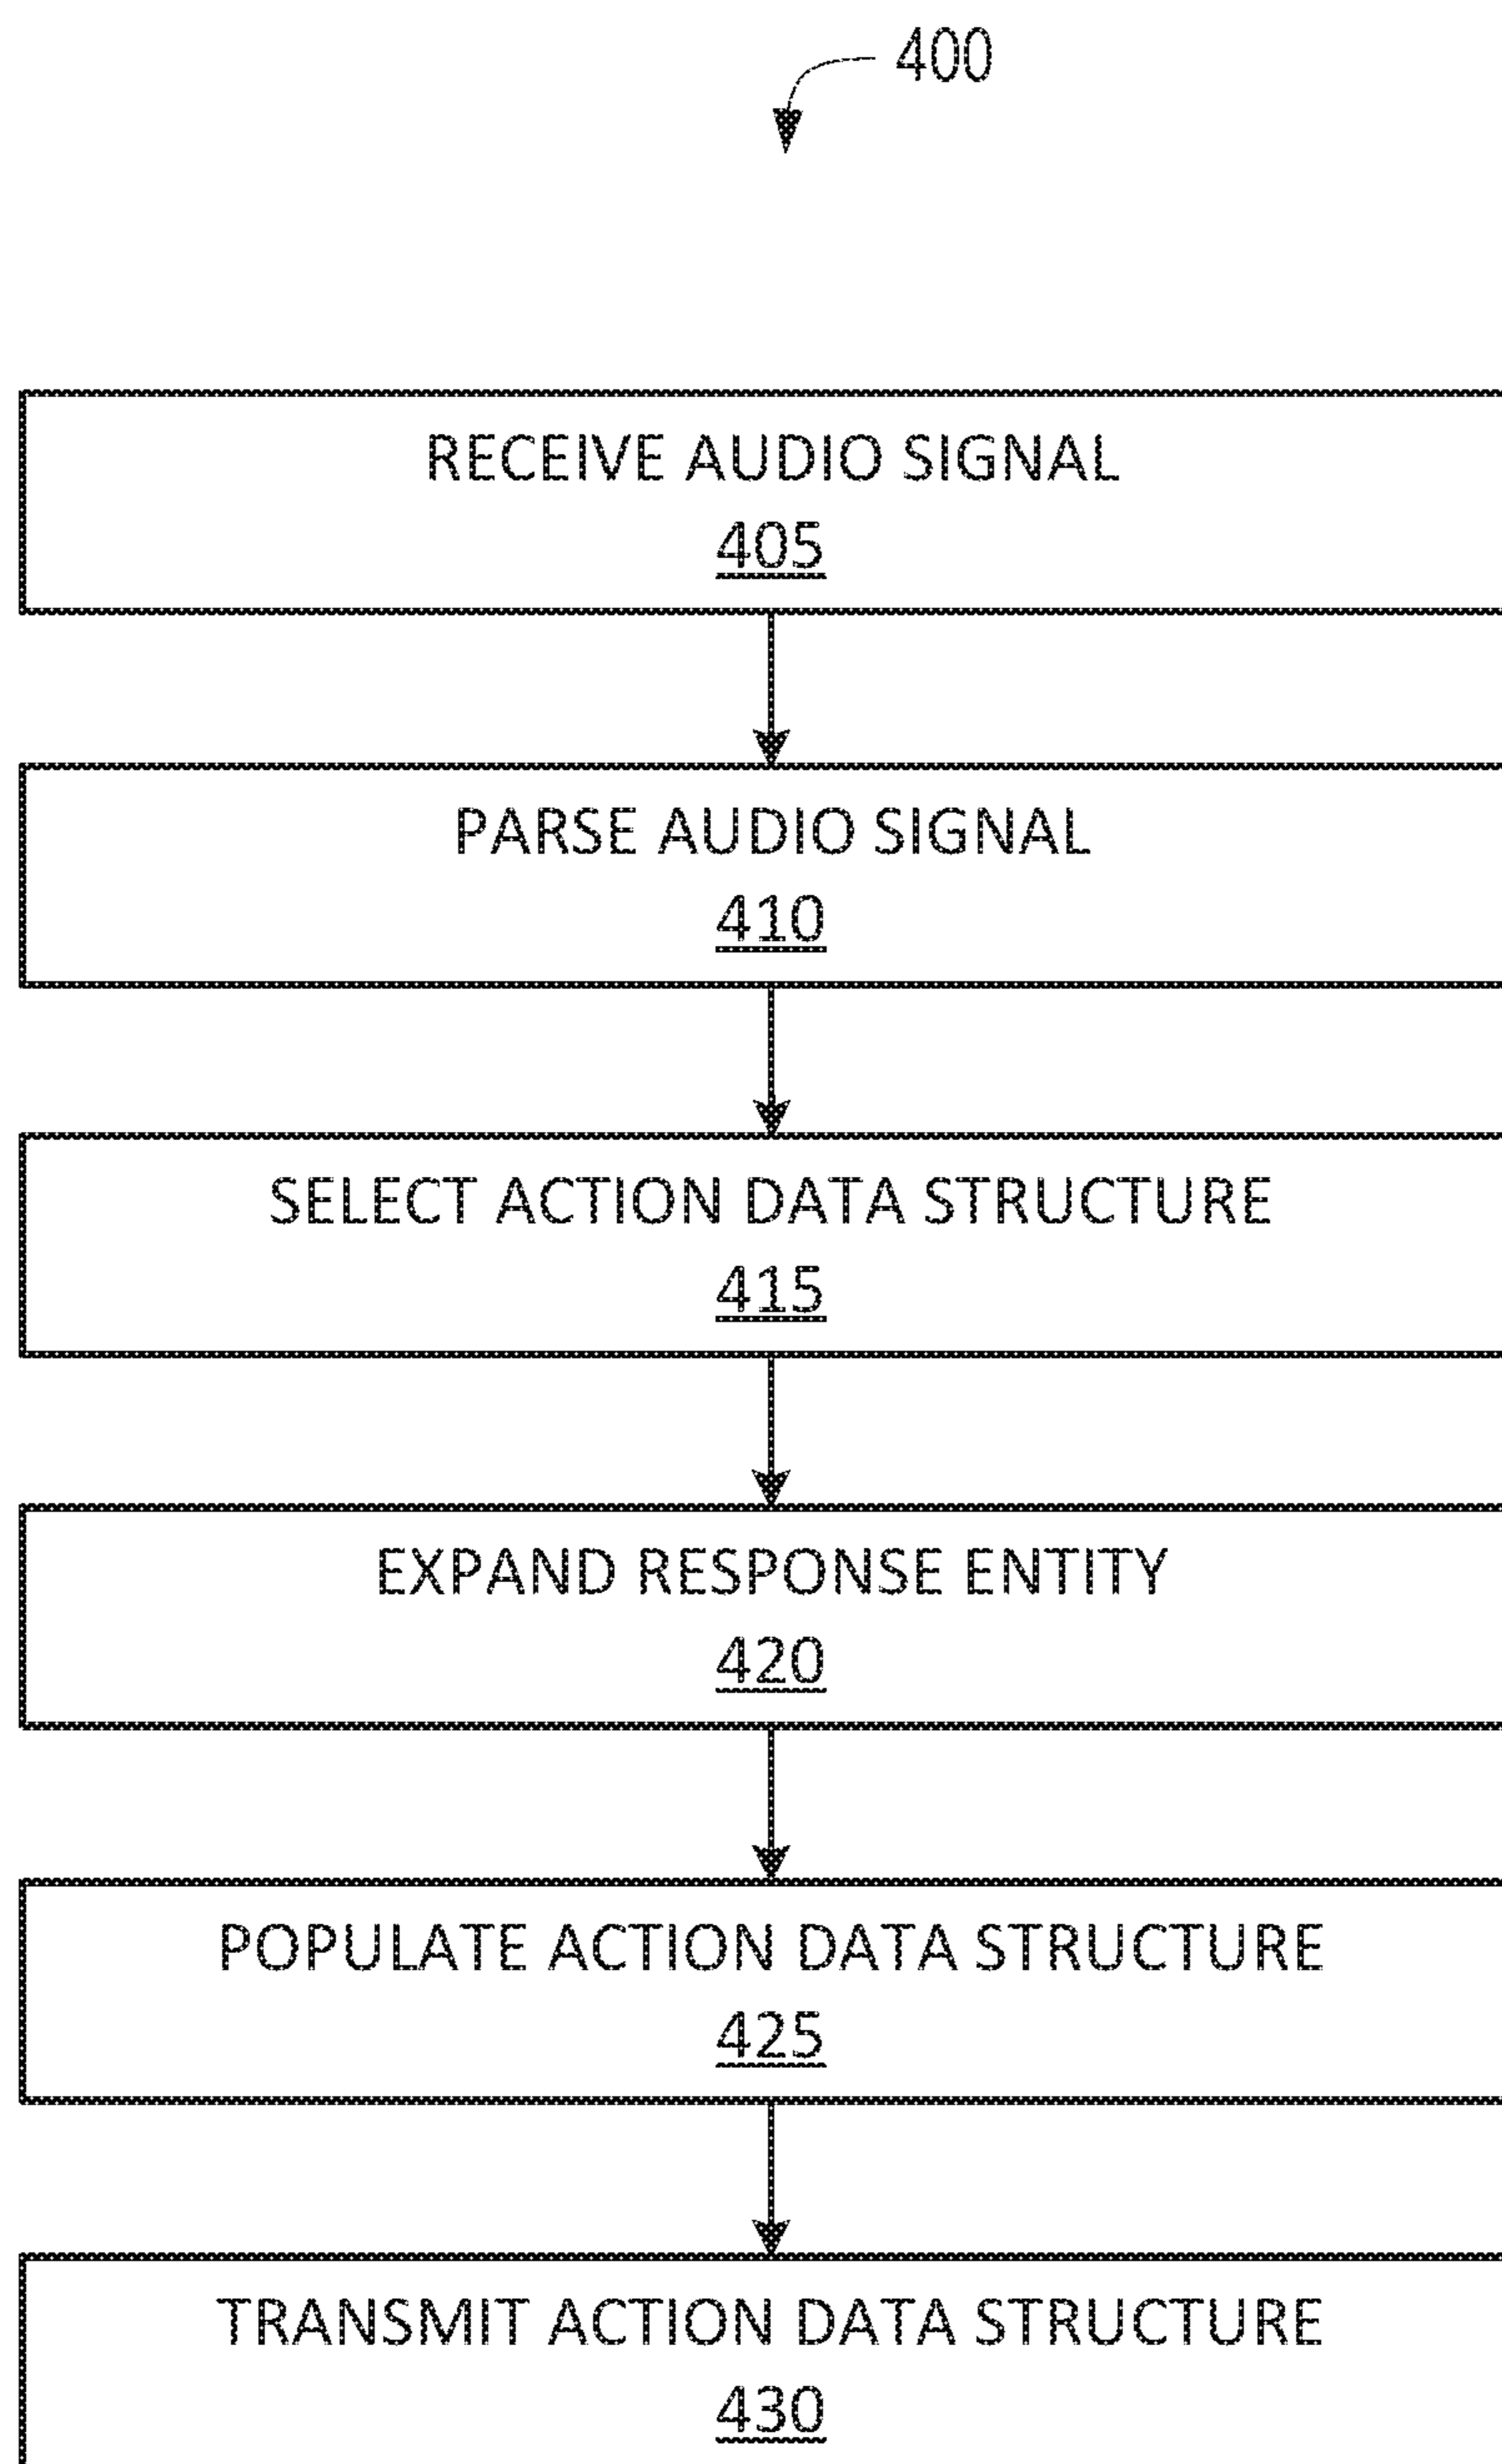 400
RECEIVE AUDIO SIGNAL
405
PARSE AUDIO SIGNAL
410
SELECT ACTION DATA STRUCTURE
415
EXPAND RESPONSE ENTITY
420
POPULATE ACTION DATA STRUCTURE
425
TRANSMIT ACTION DATA STRUCTURE
430